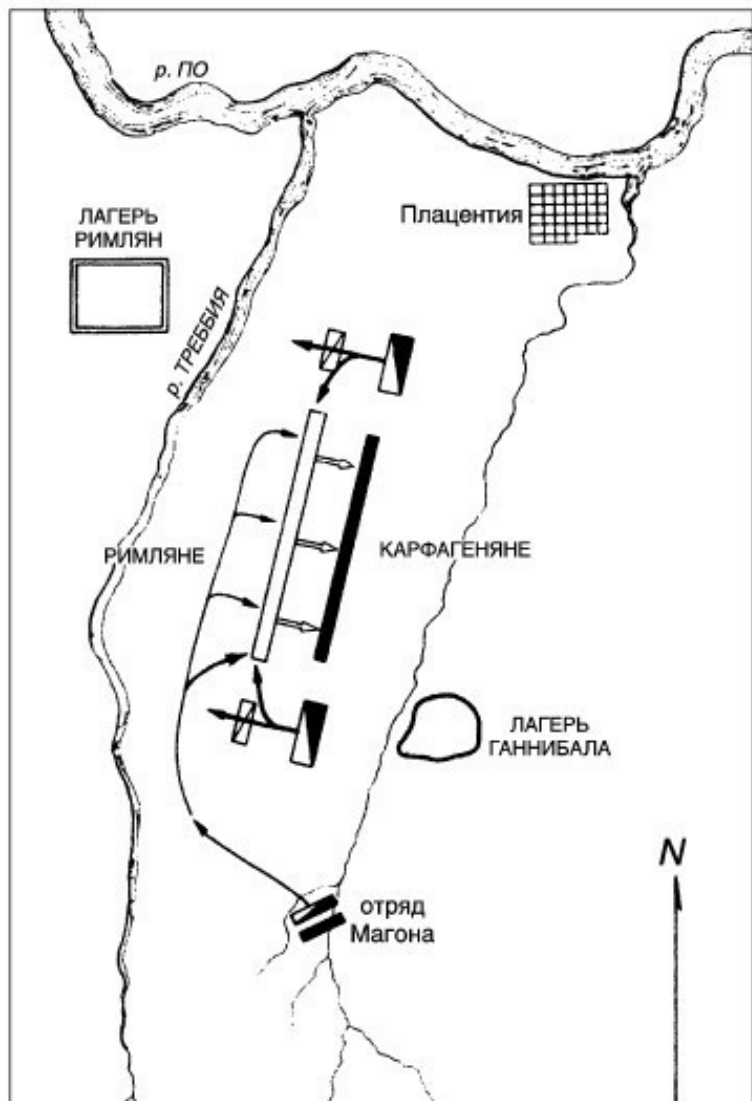 р. ПО
ЛАГЕРЬ
РИМЛЯН
Плацентия
р. ТРЕББИЯ
РИМЛЯНЕ
КАРФАГЕНЯНЕ
ЛАГЕРЬ
ГАННИБАЛА
N
отряд
Магона